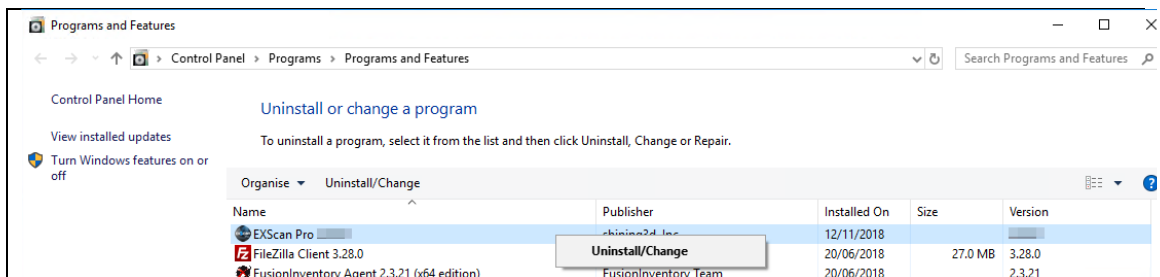 Programs and Features
Control Panel > Programs > Programs and Features
Search Programs and Features
Control Panel Home
Uninstall or change a program
View installed updates
To uninstall a program, select it from the list and then click Uninstall, Change or Repair.
Turn Windows features on or
off
Organise Uninstall/Change
Name Publisher Installed On Size Version
EXScan Pro shining3d, Inc. 12/11/2018
Uninstall/Change
FileZilla Client 3.28.0 20/06/2018 27.0 MB 3.28.0
FusionInventory Agent 2.3.21 (x64 edition) FusionInventory Team 20/06/2018 2.3.21